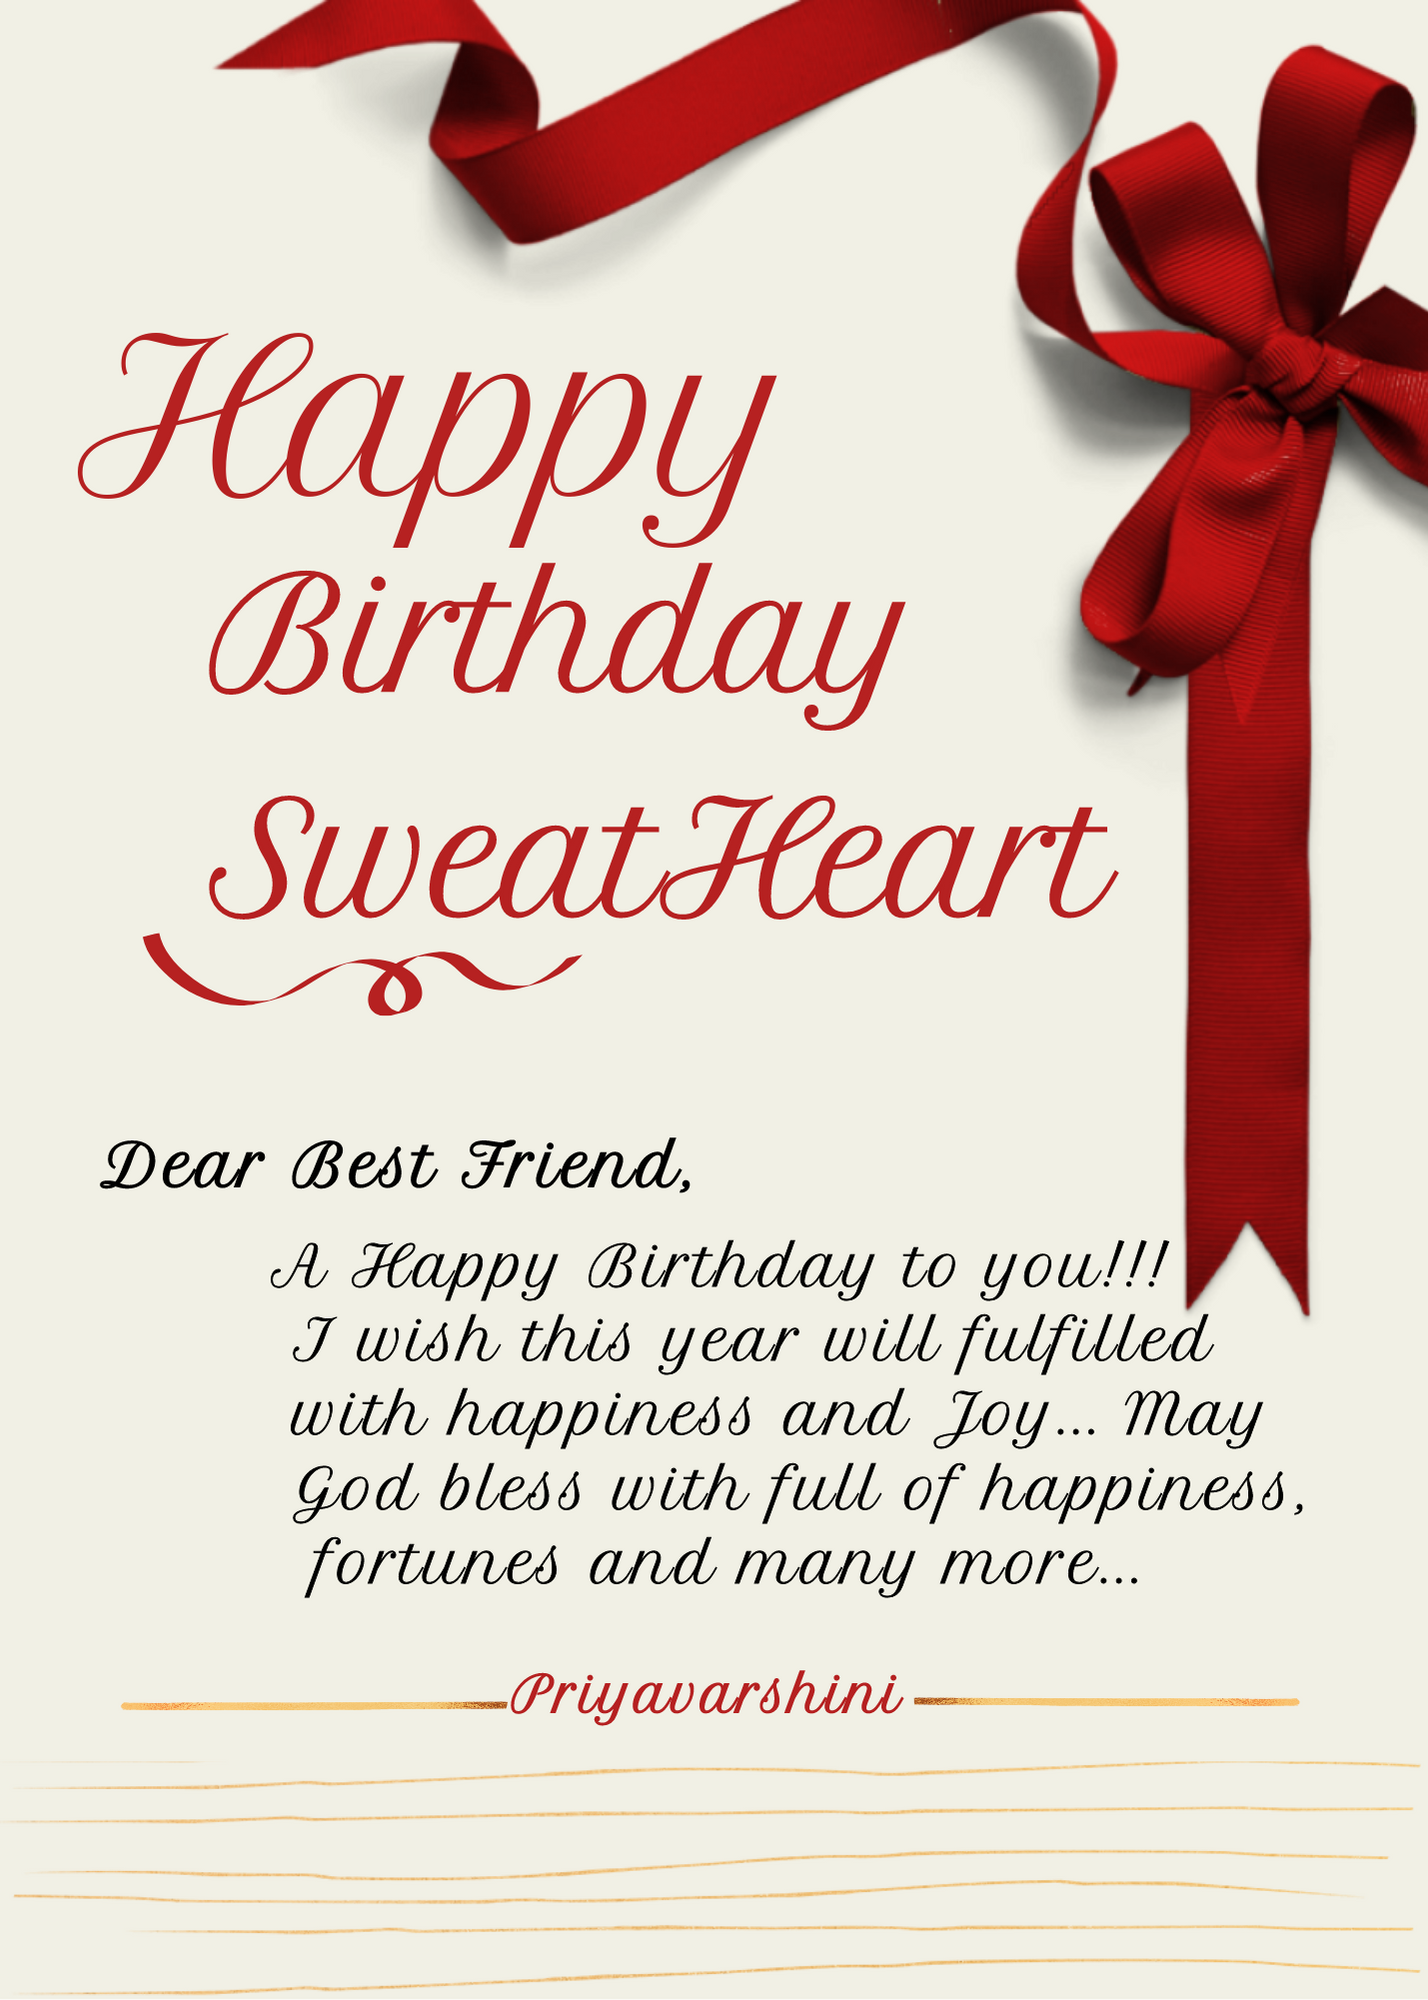 Happy
Birthday
SweatHeart
Dear Best Friend,
A Happy Birthday to you!!!
I wish this year will fulfilled
with happiness and Joy... May
God bless with full of happiness,
fortunes and many more...
Priyavarshini